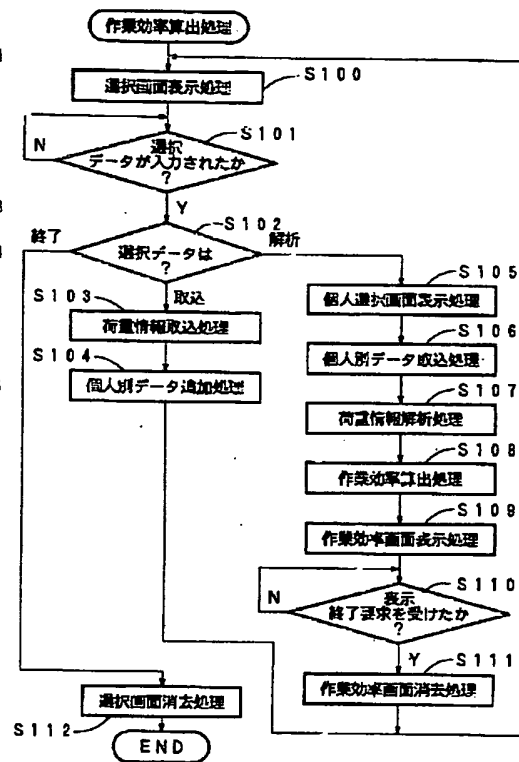 作業効率算出処理
選択画面表示処理
S100
選択
データが入力されたか
?
S101
N
Y
選択データは
?
S102
終了
解析
取込
S103
荷重情報取込処理
S104
個人別データ追加処理
S105
個人選択画面表示処理
S106
個人別データ取込処理
S107
荷重情報解析処理
S108
作業効率算出処理
S109
作業効率画面表示処理
S110
表示
終了要求を受けたか
?
N
Y
S111
作業効率画面消去処理
選択画面消去処理
S112
END